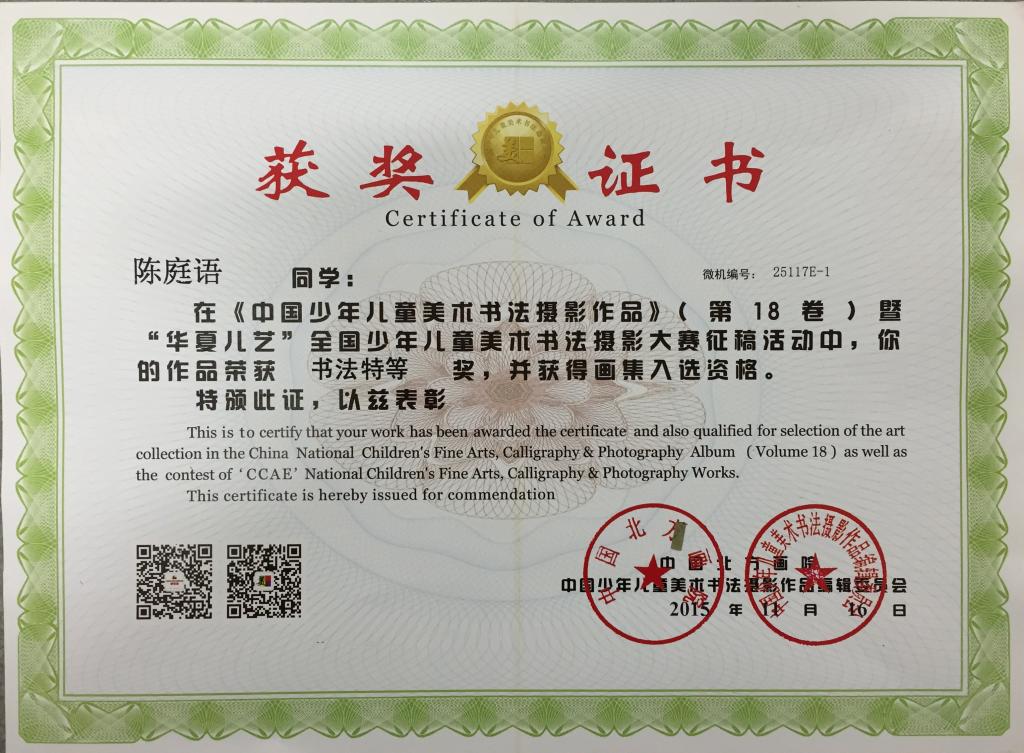 获奖证书
Certificate of Award
陈庭语 同学：
微机编号： 25117E-1
在《中国少年儿童美术书法摄影作品》（第18卷）暨
“华夏儿艺”全国少年儿童美术书法摄影大赛征稿活动中，你
的作品荣获 书法特等 奖，并获得画集入选资格。
特颁此证，以兹表彰
This is to certify that your work has been awarded the certificate and also qualified for selection of the art
collection in the China National Children's Fine Arts, Calligraphy & Photography Album （Volume 18）as well as
the contest of ‘CCAE’ National Children's Fine Arts, Calligraphy & Photography Works.
This certificate is hereby issued for commendation
中国北方画院
中国北方画院
中国少年儿童美术书法摄影作品编辑委员会
2015 年 11 月 16 日